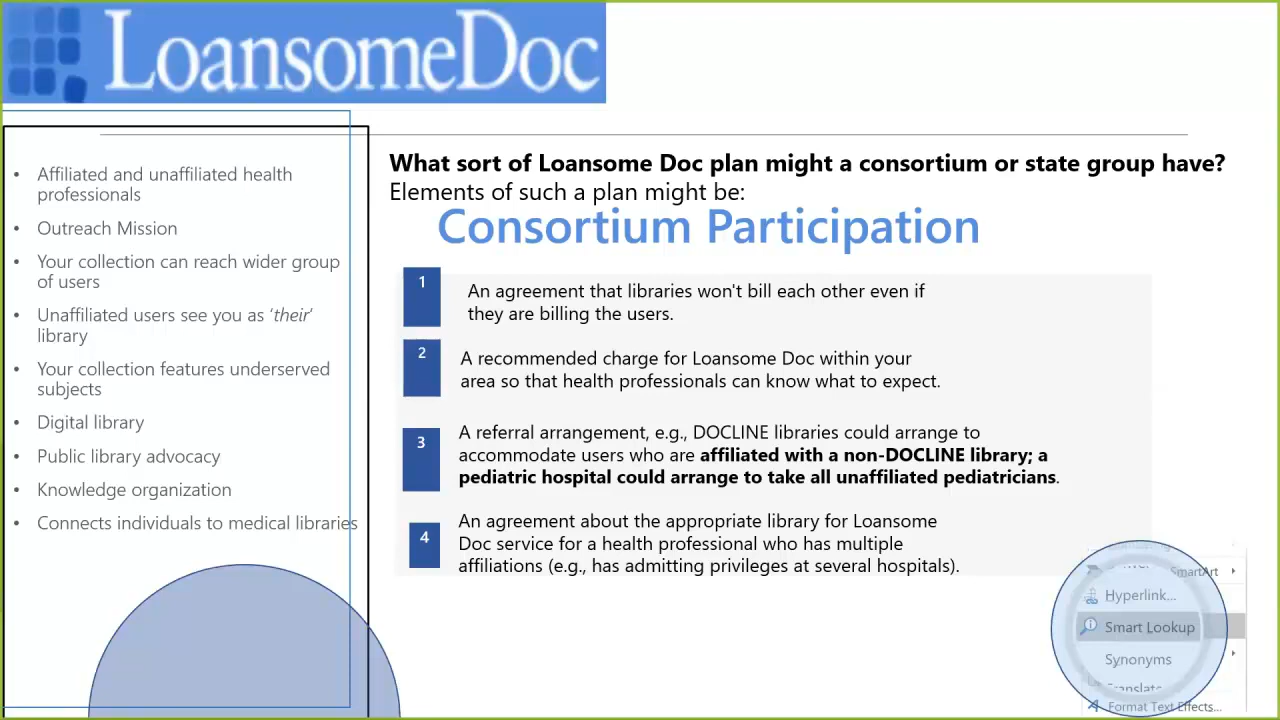 LoansomeDoc
• Affiliated and unaffiliated health
professionals
• Outreach Mission
• Your collection can reach wider group
of users
• Unaffiliated users see you as ‘their’
library
• Your collection features underserved
subjects
• Digital library
• Public library advocacy
• Knowledge organization
• Connects individuals to medical libraries
What sort of Loansome Doc plan might a consortium or state group have?
Elements of such a plan might be:
Consortium Participation
1
An agreement that libraries won't bill each other even if
they are billing the users.
2
A recommended charge for Loansome Doc within your
area so that health professionals can know what to expect.
3
A referral arrangement, e.g., DOCLINE libraries could arrange to
accommodate users who are affiliated with a non-DOCLINE library; a
pediatric hospital could arrange to take all unaffiliated pediatricians.
4
An agreement about the appropriate library for Loansome
Doc service for a health professional who has multiple
affiliations (e.g., has admitting privileges at several hospitals).
SmartArt
Hyperlink...
Smart Lookup
Synonyms
Translate
Format Text Effects...